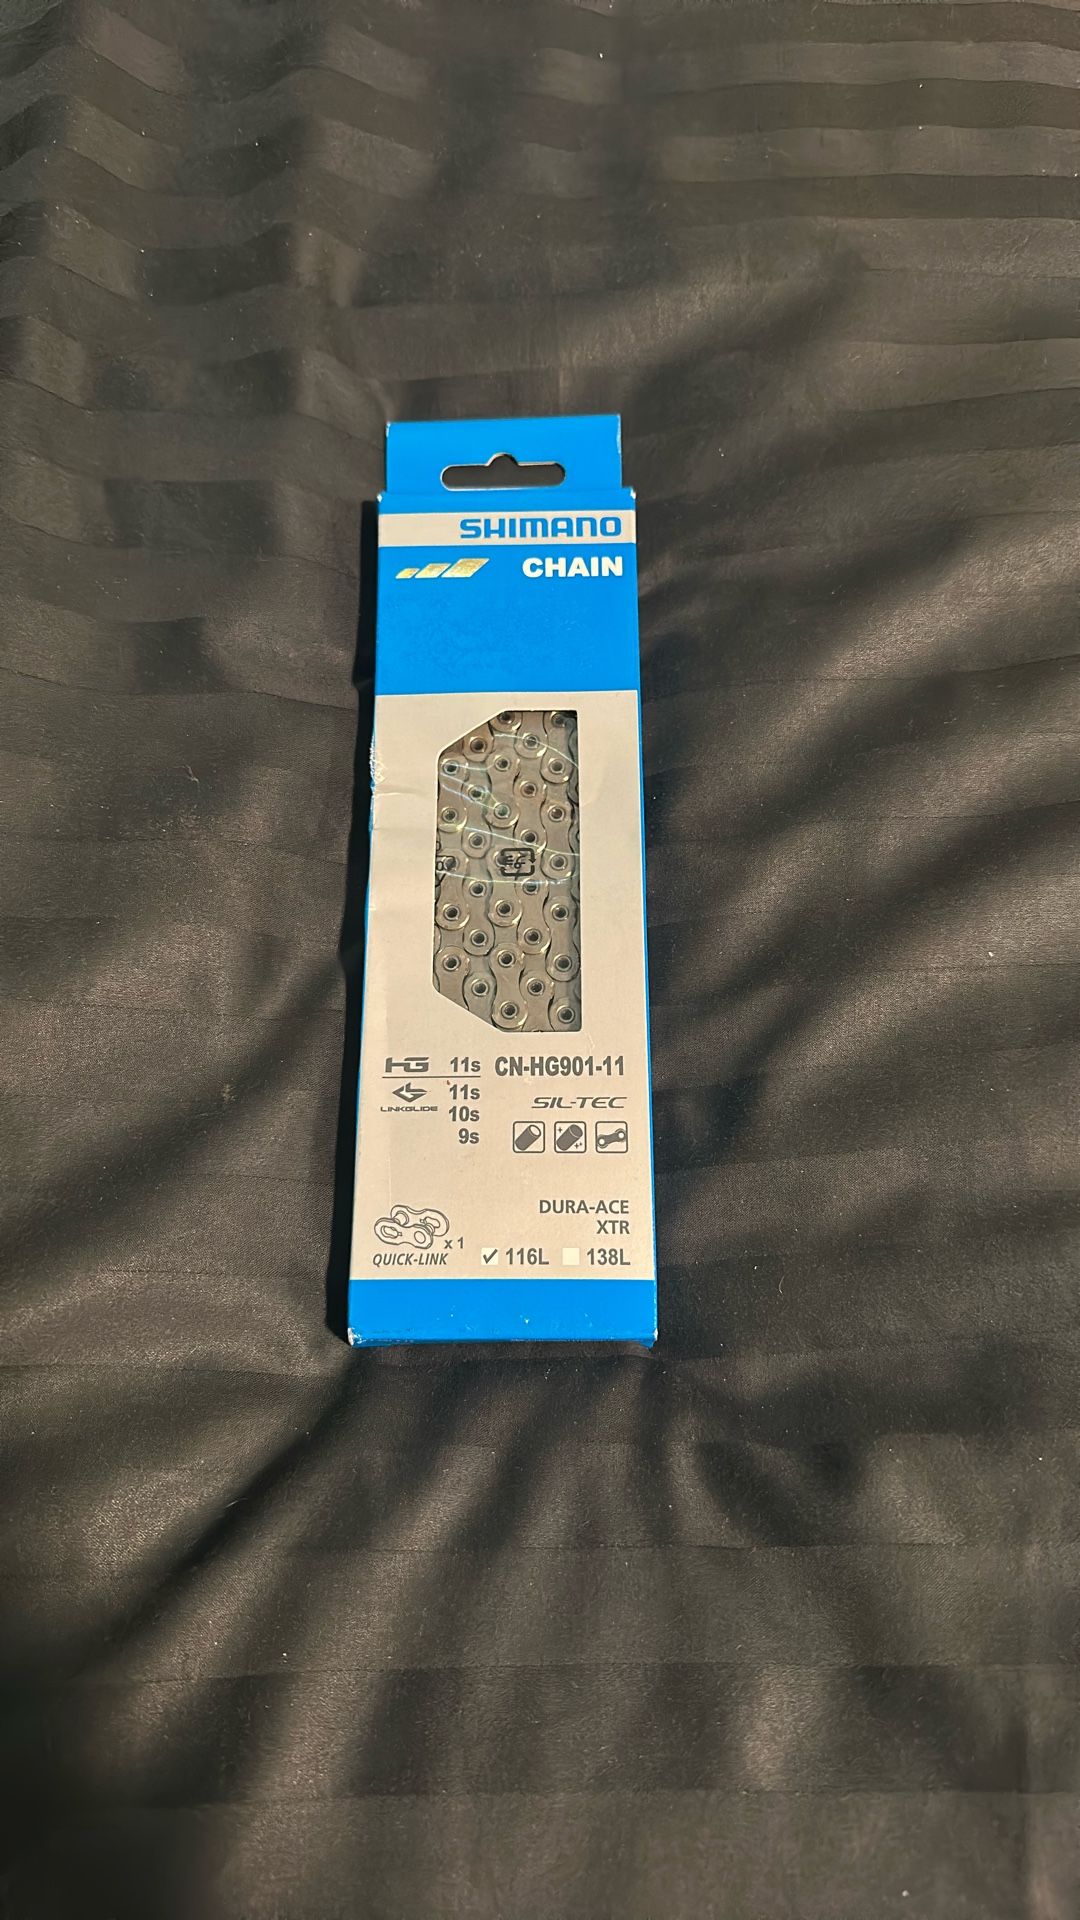 SHIMANO
CHAIN
HG 11s CN-HG901-11
LINKGLIDE 11s
10s
9s
SIL-TEC
DURA-ACE
XTR
x 1
QUICK-LINK
116L 138L